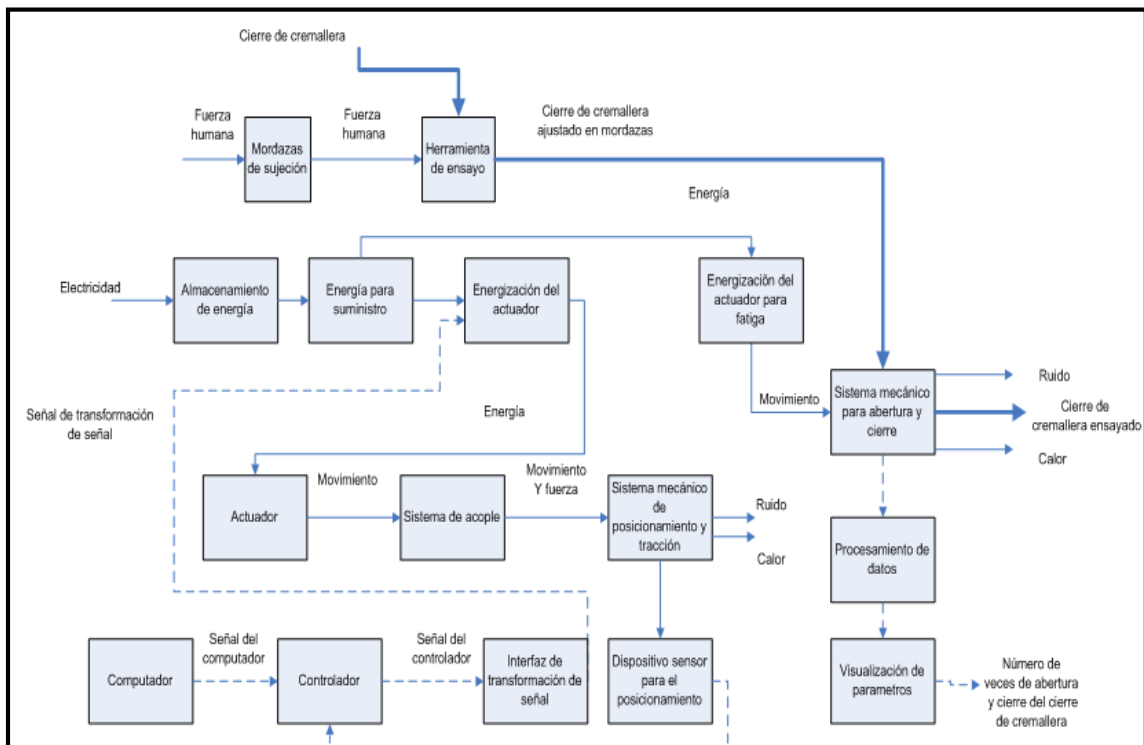 Cierre de cremallera
Fuerza
humana
Fuerza
humana
Cierre de cremallera
ajustado en mordazas
Mordazas
de sujeción
Herramienta
de ensayo
Energía
Electricidad
Almacenamiento
de energía
Energía para
suministro
Energización del
actuador
Energización del
actuador para
fatiga
Señal de transformación
de señal
Energía
Movimiento
Sistema mecánico
para abertura y
cierre
Ruido
Cierre de
cremallera ensayado
Calor
Actuador
Movimiento
Sistema de acople
Movimiento
Y fuerza
Sistema mecánico
de
posicionamiento y
tracción
Ruido
Calor
Procesamiento de
datos
Computador
Señal del
computador
Controlador
Señal del
controlador
Interfaz de
transformación de
señal
Dispositivo sensor
para el
posicionamiento
Visualización de
parametros
Número de
veces de abertura
y cierre del cierre
de cremallera